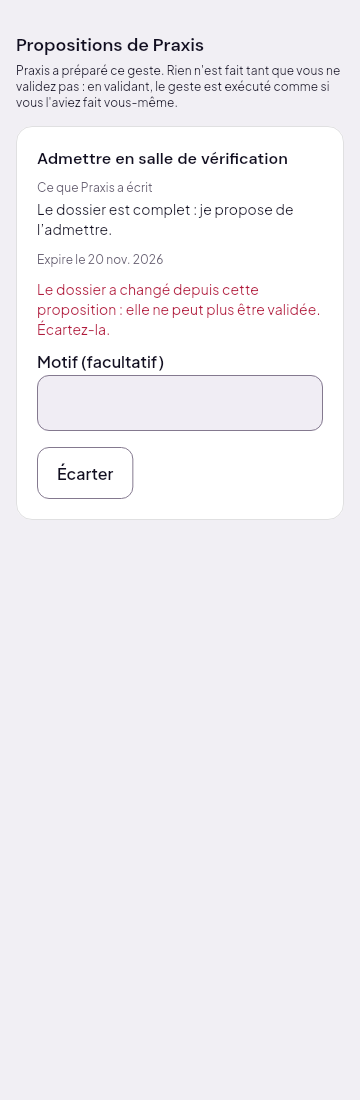 Propositions de Praxis
Praxis a préparé ce geste. Rien n'est fait tant que vous ne
validez pas : en validant, le geste est exécuté comme si
vous l'aviez fait vous-même.
Admettre en salle de vérification
Ce que Praxis a écrit
Le dossier est complet : je propose de
l'admettre.
Expire le 20 nov. 2026
Le dossier a changé depuis cette
proposition : elle ne peut plus être validée.
Écartez-la.
Motif (facultatif)
Écarter